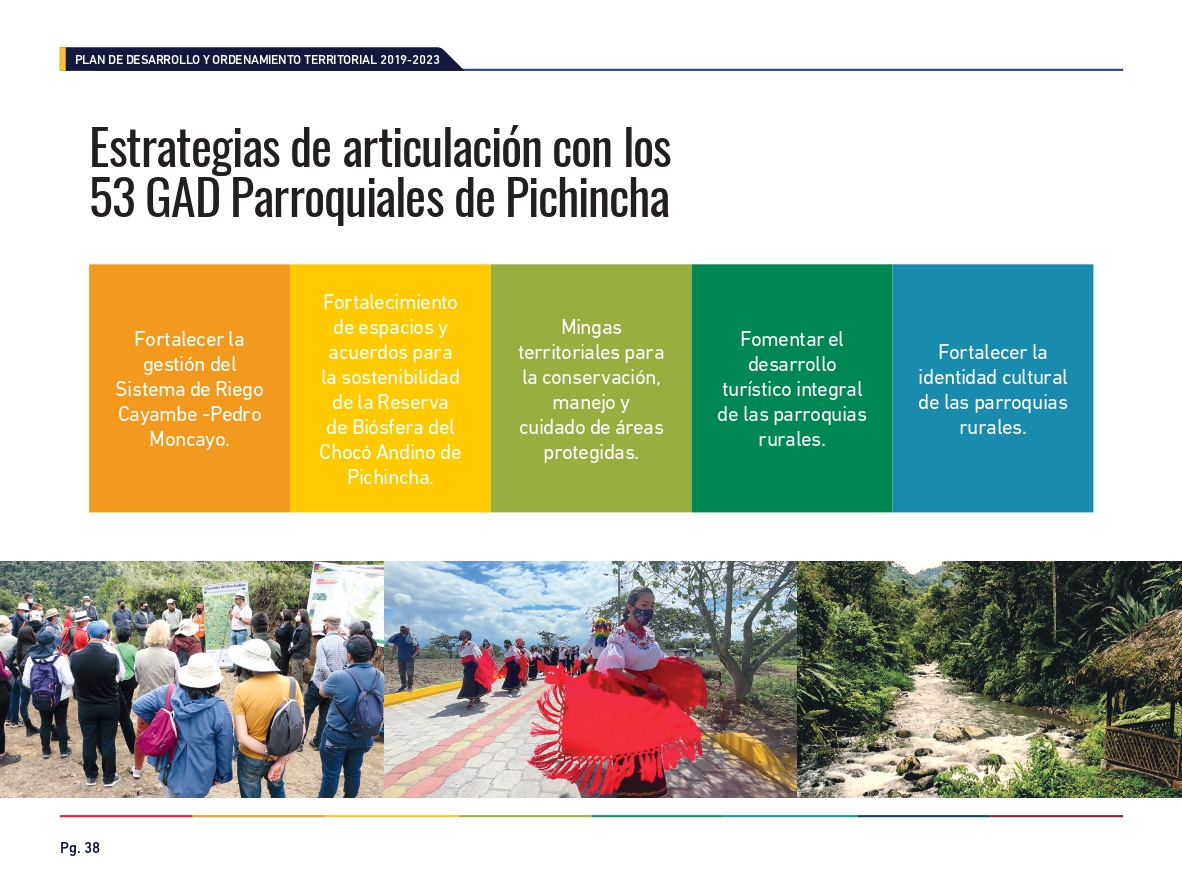 PLAN DE DESARROLLO Y ORDENAMIENTO TERRITORIAL 2019-2023
Estrategias de articulación con los
53 GAD Parroquiales de Pichincha
Fortalecer la
gestión del
Sistema de Riego
Cayambe -Pedro
Moncayo.
Fortalecimiento
de espacios y
acuerdos para
la sostenibilidad
de la Reserva
de Biósfera del
Chocó Andino de
Pichincha.
Mingas
territoriales para
la conservación,
manejo y
cuidado de áreas
protegidas.
Fomentar el
desarrollo
turístico integral
de las parroquias
rurales.
Fortalecer la
identidad cultural
de las parroquias
rurales.
Pg. 38